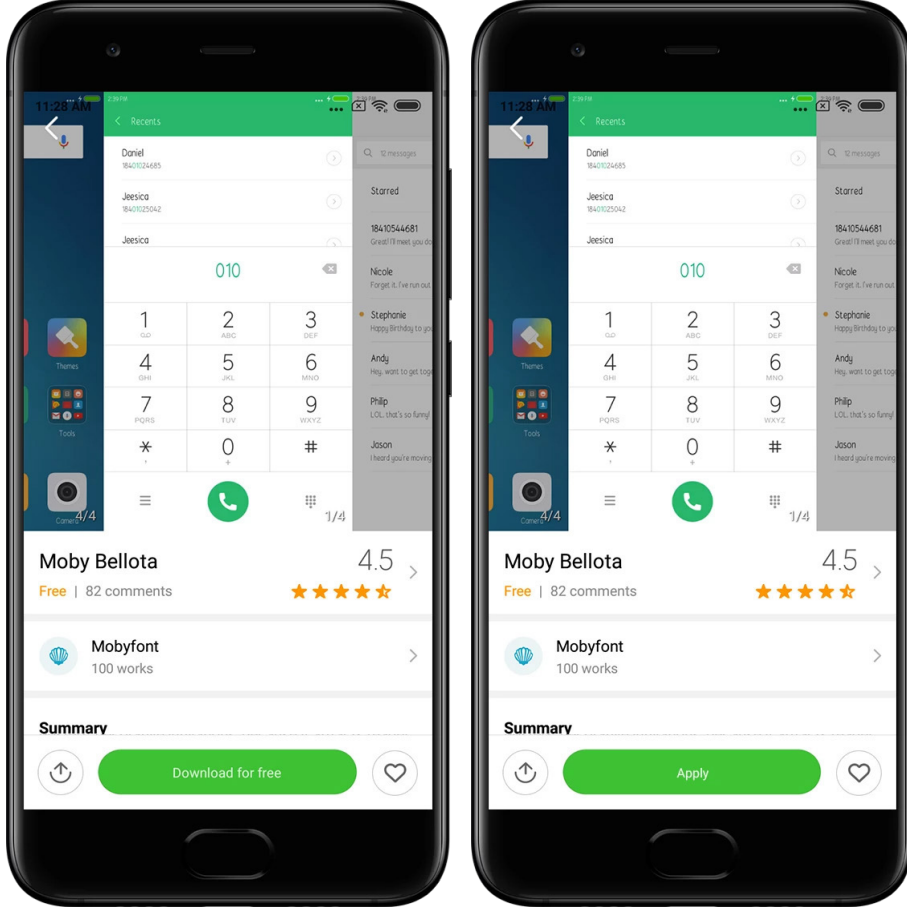 11:28 AM
2:39 PM
Recents
Daniel
18401024685
Jeesica
18401025042
Jeesica
010
1
2
ABC
3
DEF
4
GHI
5
JKL
6
MNO
7
PQRS
8
TUV
9
WXYZ
*
,
0
+
#
1/4
Themes
Tools
Camera
4/4
12 messages
Starred
18410544681
Great! I'll meet you do
Nicole
Forget it, I've run out
Stephanie
Happy Birthday to you
Andy
Hey, want to get toge
Philip
LOL, that's so funny!
Jason
I heard you're moving
Moby Bellota
4.5
Free | 82 comments
Mobyfont
100 works
Summary
Download for free
11:28 AM
2:39 PM
Recents
Daniel
18401024685
Jeesica
18401025042
Jeesica
010
1
2
ABC
3
DEF
4
GHI
5
JKL
6
MNO
7
PQRS
8
TUV
9
WXYZ
*
,
0
+
#
1/4
Themes
Tools
Camera
4/4
12 messages
Starred
18410544681
Great! I'll meet you do
Nicole
Forget it, I've run out
Stephanie
Happy Birthday to you
Andy
Hey, want to get toge
Philip
LOL, that's so funny!
Jason
I heard you're moving
Moby Bellota
4.5
Free | 82 comments
Mobyfont
100 works
Summary
Apply